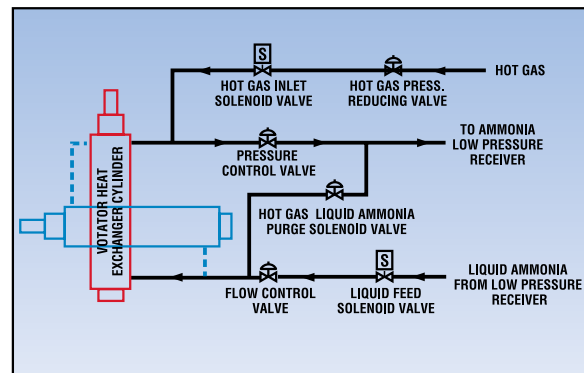 S
HOT GAS
HOT GAS INLET
SOLENOID VALVE
HOT GAS PRESS.
REDUCING VALVE
TO AMMONIA
LOW PRESSURE
RECEIVER
PRESSURE
CONTROL VALVE
VOTATOR HEAT
EXCHANGER CYLINDER
HOT GAS LIQUID AMMONIA
PURGE SOLENOID VALVE
S
LIQUID AMMONIA
FROM LOW PRESSURE
RECEIVER
FLOW CONTROL
VALVE
LIQUID FEED
SOLENOID VALVE